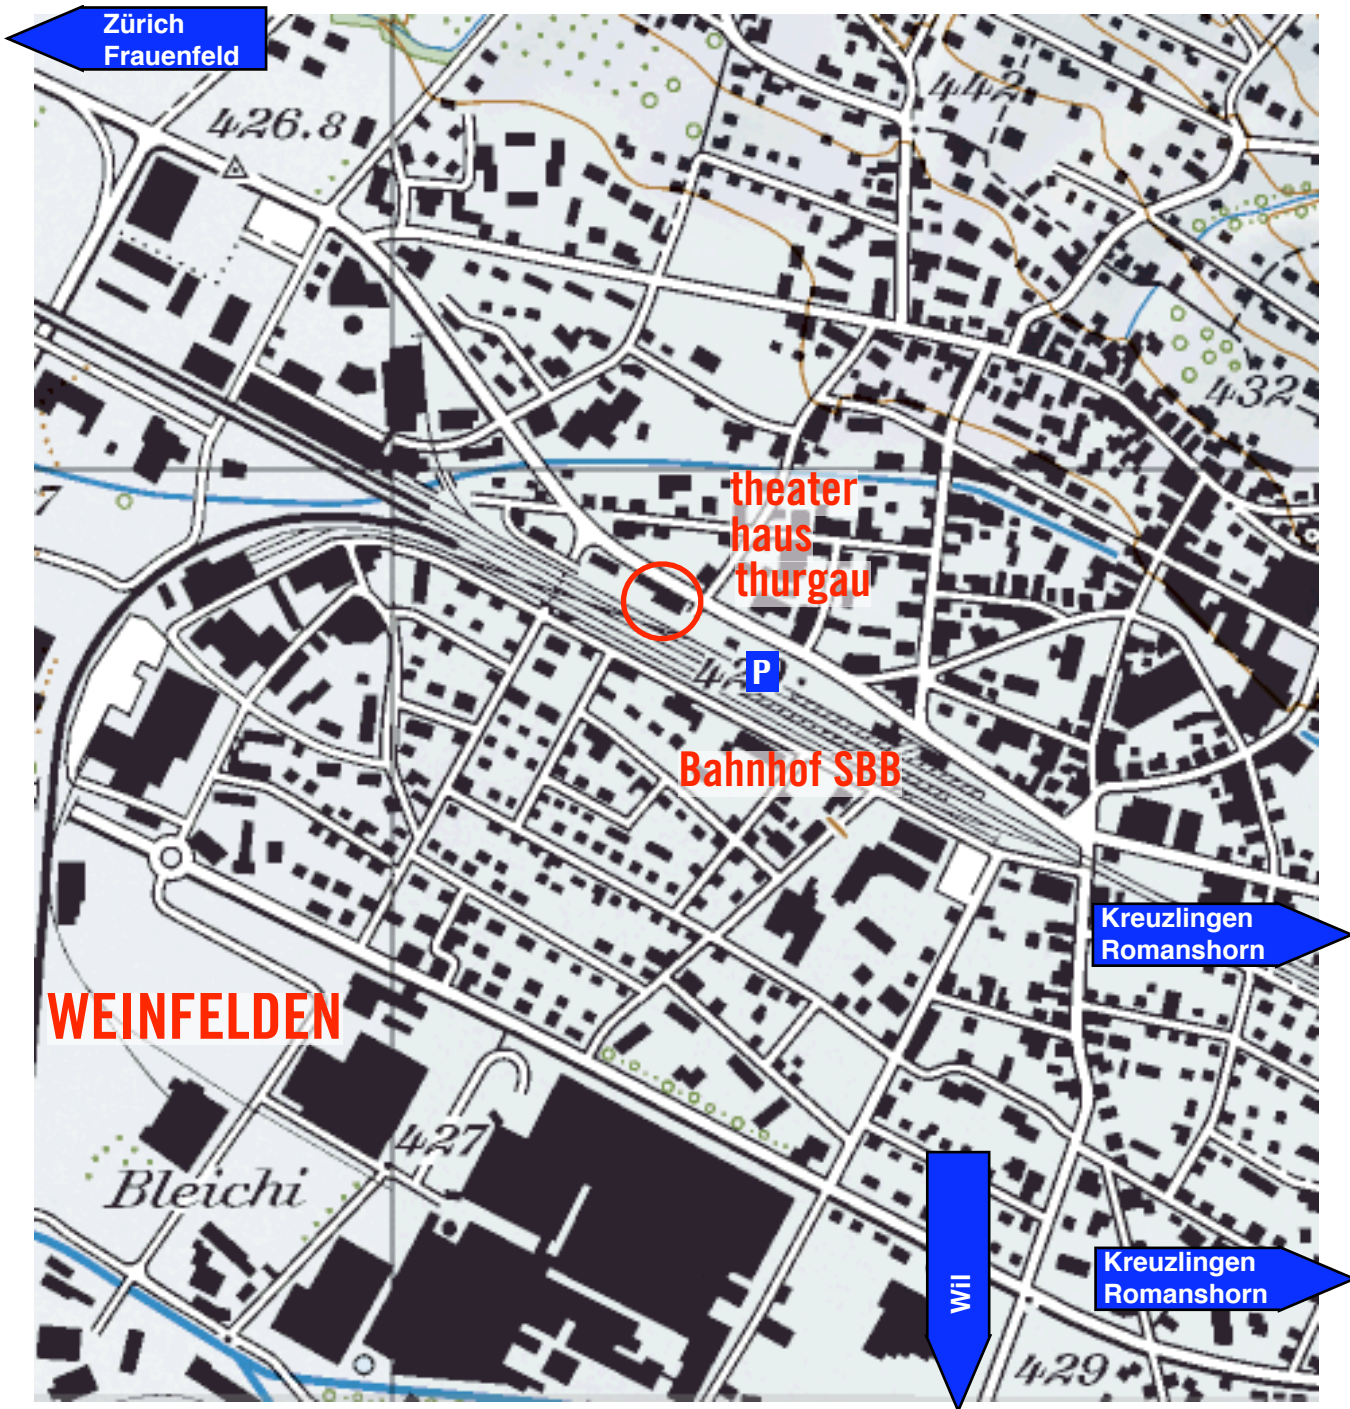 Zürich
Frauenfeld
426.8
442
432
7
theater
haus
thurgau
P
Bahnhof SBB
Kreuzlingen
Romanshorn
WEINFELDEN
427
Bleichi
Wil
Kreuzlingen
Romanshorn
429